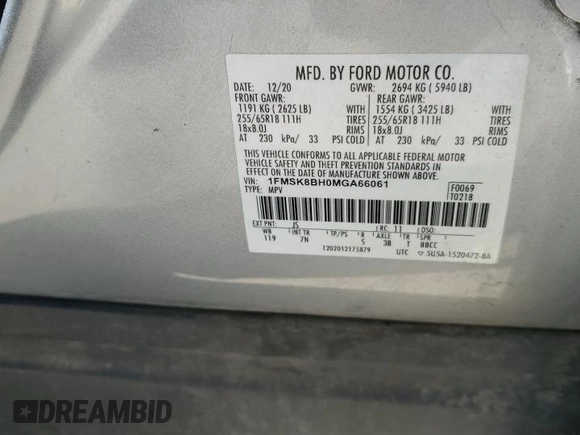 MFD. BY FORD MOTOR CO.
DATE: 12/20 GVWR: 2694 KG ( 5940 LB)
FRONT GAWR: REAR GAWR:
1191 KG ( 2625 LB) WITH 1554 KG ( 3425 LB) WITH
255/65R18 111H TIRES 255/65R18 111H TIRES
18x8.0J RIMS 18x8.0J RIMS
AT 230 kPa/ 33 PSI COLD AT 230 kPa/ 33 PSI COLD
THIS VEHICLE CONFORMS TO ALL APPLICABLE FEDERAL MOTOR
VEHICLE SAFETY AND BUMPER AND THEFT PREVENTION STANDARDS IN
EFFECT ON THE DATE OF MANUFACTURE SHOWN ABOVE.
VIN: 1FMSK8BH0MGA66061 F0069
TYPE: MPV T0218
EXT PNT: JS RC: 11 DSO:
WB INT TR TP/PS R AXLE TR SPR
119 7N S 3B T BBCC
1202012175879 UTC ▽ 5U5A-1520472-BA
DREAMBID